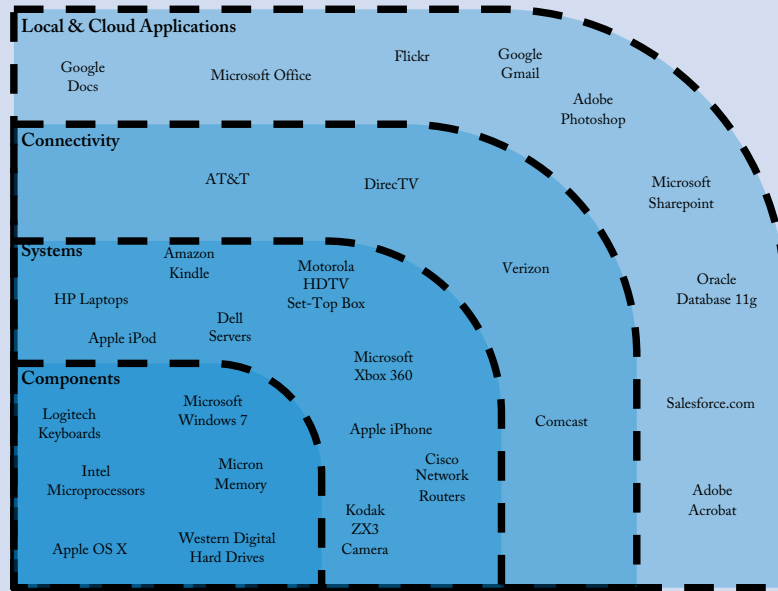 Local & Cloud Applications
Google
Docs
Microsoft Office
Flickr
Google
Gmail
Adobe
Photoshop
Microsoft
Sharepoint
Oracle
Database 11g
Salesforce.com
Adobe
Acrobat
Connectivity
AT&T
DirecTV
Verizon
Comcast
Systems
Amazon
Kindle
Motorola
HDTV
Set-Top Box
HP Laptops
Apple iPod
Dell
Servers
Microsoft
Xbox 360
Apple iPhone
Cisco
Network
Routers
Kodak
ZX3
Camera
Components
Logitech
Keyboards
Microsoft
Windows 7
Intel
Microprocessors
Micron
Memory
Apple OS X
Western Digital
Hard Drives